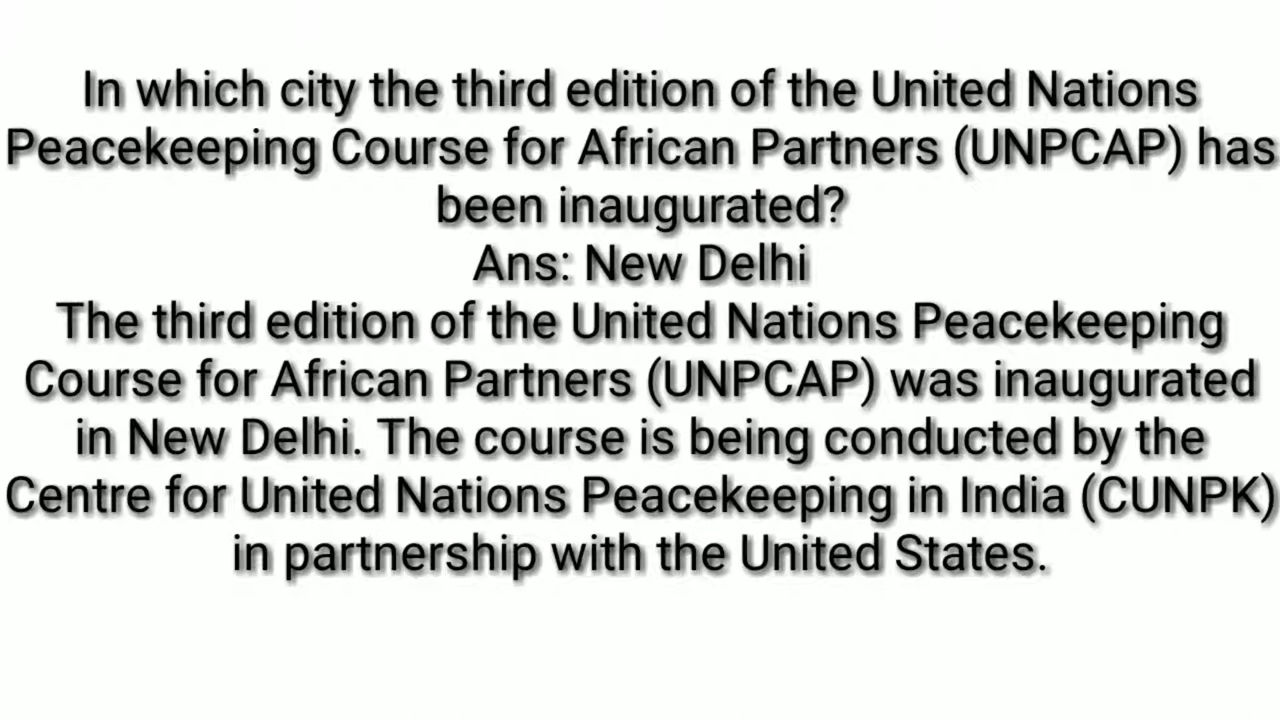 In which city the third edition of the United Nations
Peacekeeping Course for African Partners (UNPCAP) has
been inaugurated?
Ans: New Delhi
The third edition of the United Nations Peacekeeping
Course for African Partners (UNPCAP) was inaugurated
in New Delhi. The course is being conducted by the
Centre for United Nations Peacekeeping in India (CUNPK)
in partnership with the United States.